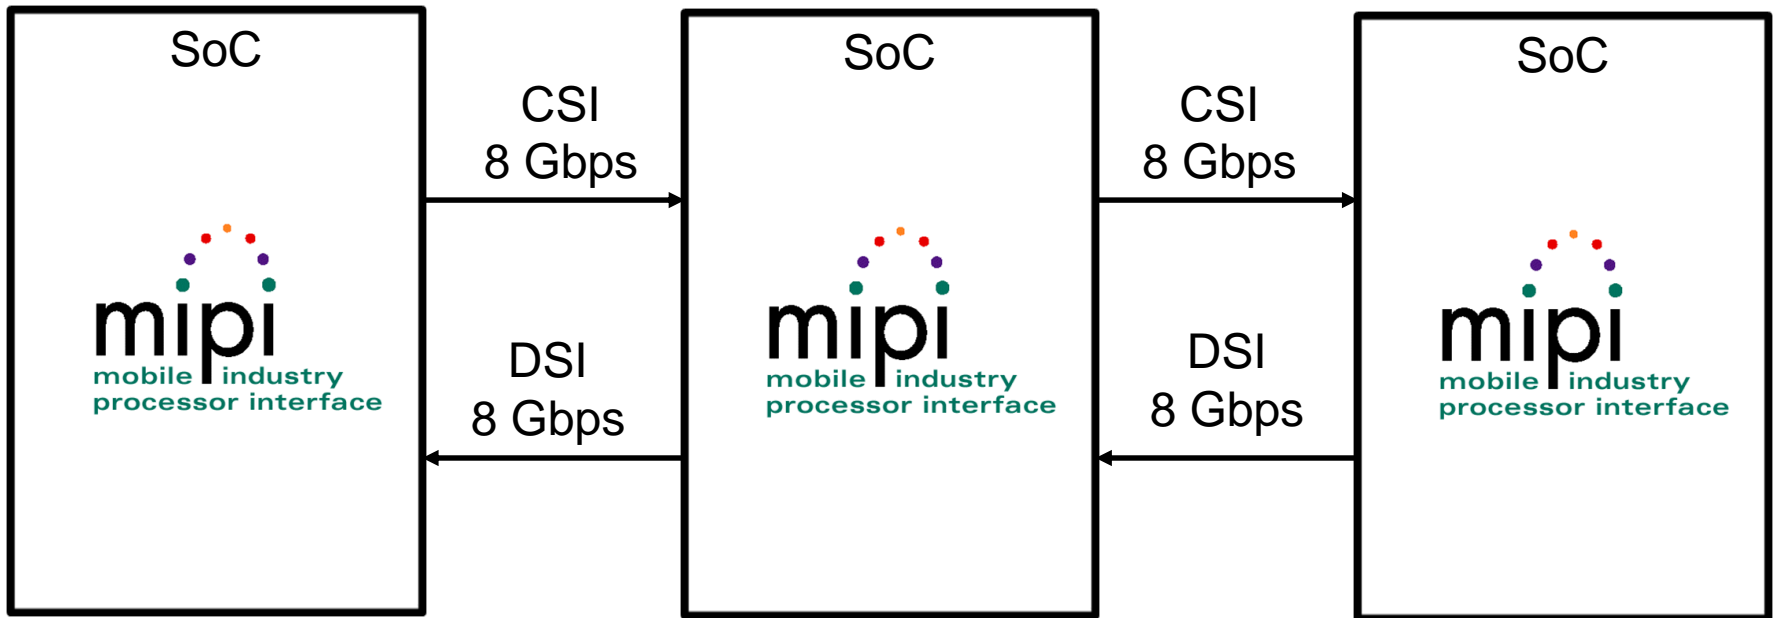 SoC
CSI
8 Gbps
mipi
mobile industry
processor interface
DSI
8 Gbps
SoC
mipi
mobile industry
processor interface
CSI
8 Gbps
DSI
8 Gbps
SoC
mipi
mobile industry
processor interface